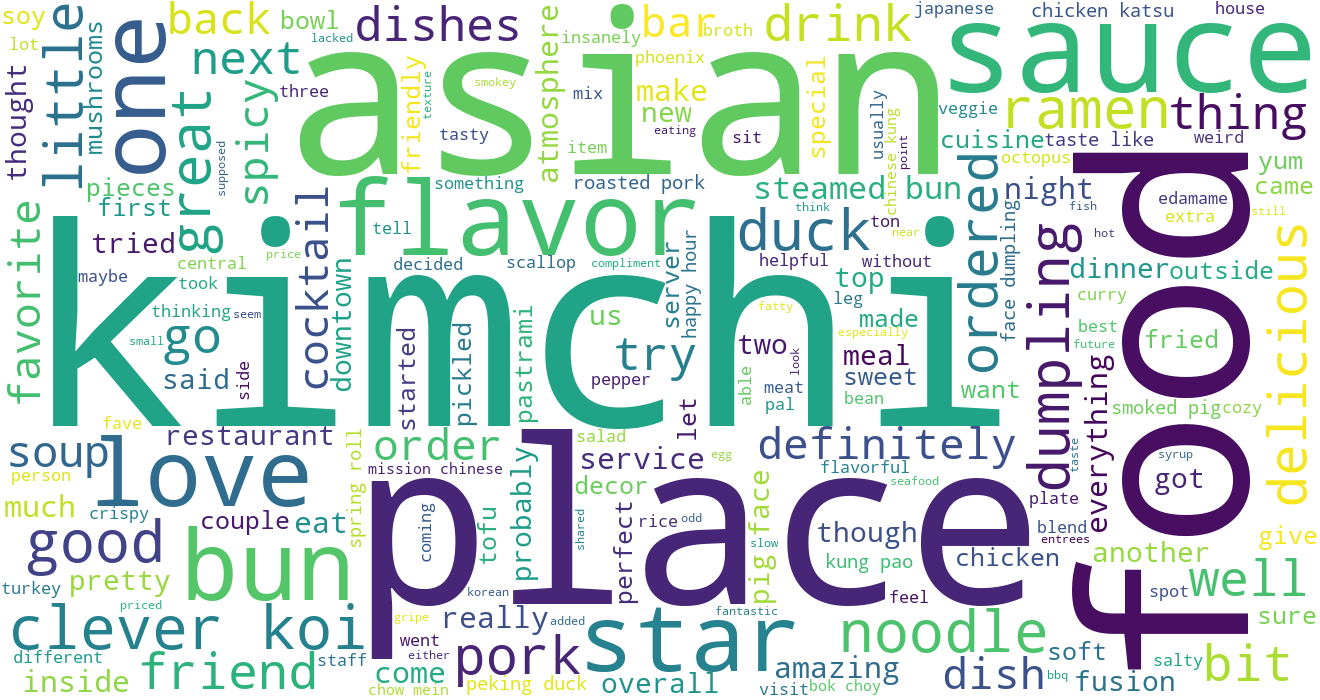 soy
lot
back
bowl
lacked
dishes
insanely
bar
broth
drink
japanese
chicken katsu
house
little
one
next
asian
atmosphere
phoenix
sauce
thought
mushrooms
three
friendly
texture
smokey
mix
make
special
usually
veggie
ramen
thing
great
spicy
tasty
new
eating
sit
chinese kung
point
cuisine
taste like
weird
supposed
item
octopus
yum
pieces
something
roasted pork
steamed bun
night
edamame
came
first
cocktail
flavor
think
ordered
fish
extra
still
favorite
tried
tell
duck
ton
near
face dumpling
hot
food
central
price
decided
scallop
compliment
server
happy hour
helpful
without
dumpling
dinner
outside
delicious
maybe
took
downtown
top
leg
curry
thinking
seem
kimchi
us
fatty
made
best
small
go
started
pickled
pastrami
try
two
especially
future
fried
said
side
pepper
look
meal
everything
able
meat
sweet
want
pal
bean
smoked pig
cozy
fave
restaurant
let
soup
love
order
salad
egg
definitely
taste
syrup
person
spring roll
mission chinese
service
flavorful
got
much
probably
decor
seafood
plate
crispy
couple
eat
coming
place
tofu
shared
perfect
rice
odd
pig face
though
blend
entrees
give
good
bun
slow
kung pao
chicken
another
turkey
pretty
korean
feel
spot
well
priced
gripe
really
added
fantastic
sure
clever koi
went
star
noodle
different
friend
staff
either
pork
amazing
soft
salty
bit
inside
come
chow mein
peking duck
overall
visit
bok choy
dish
bbq
fusion